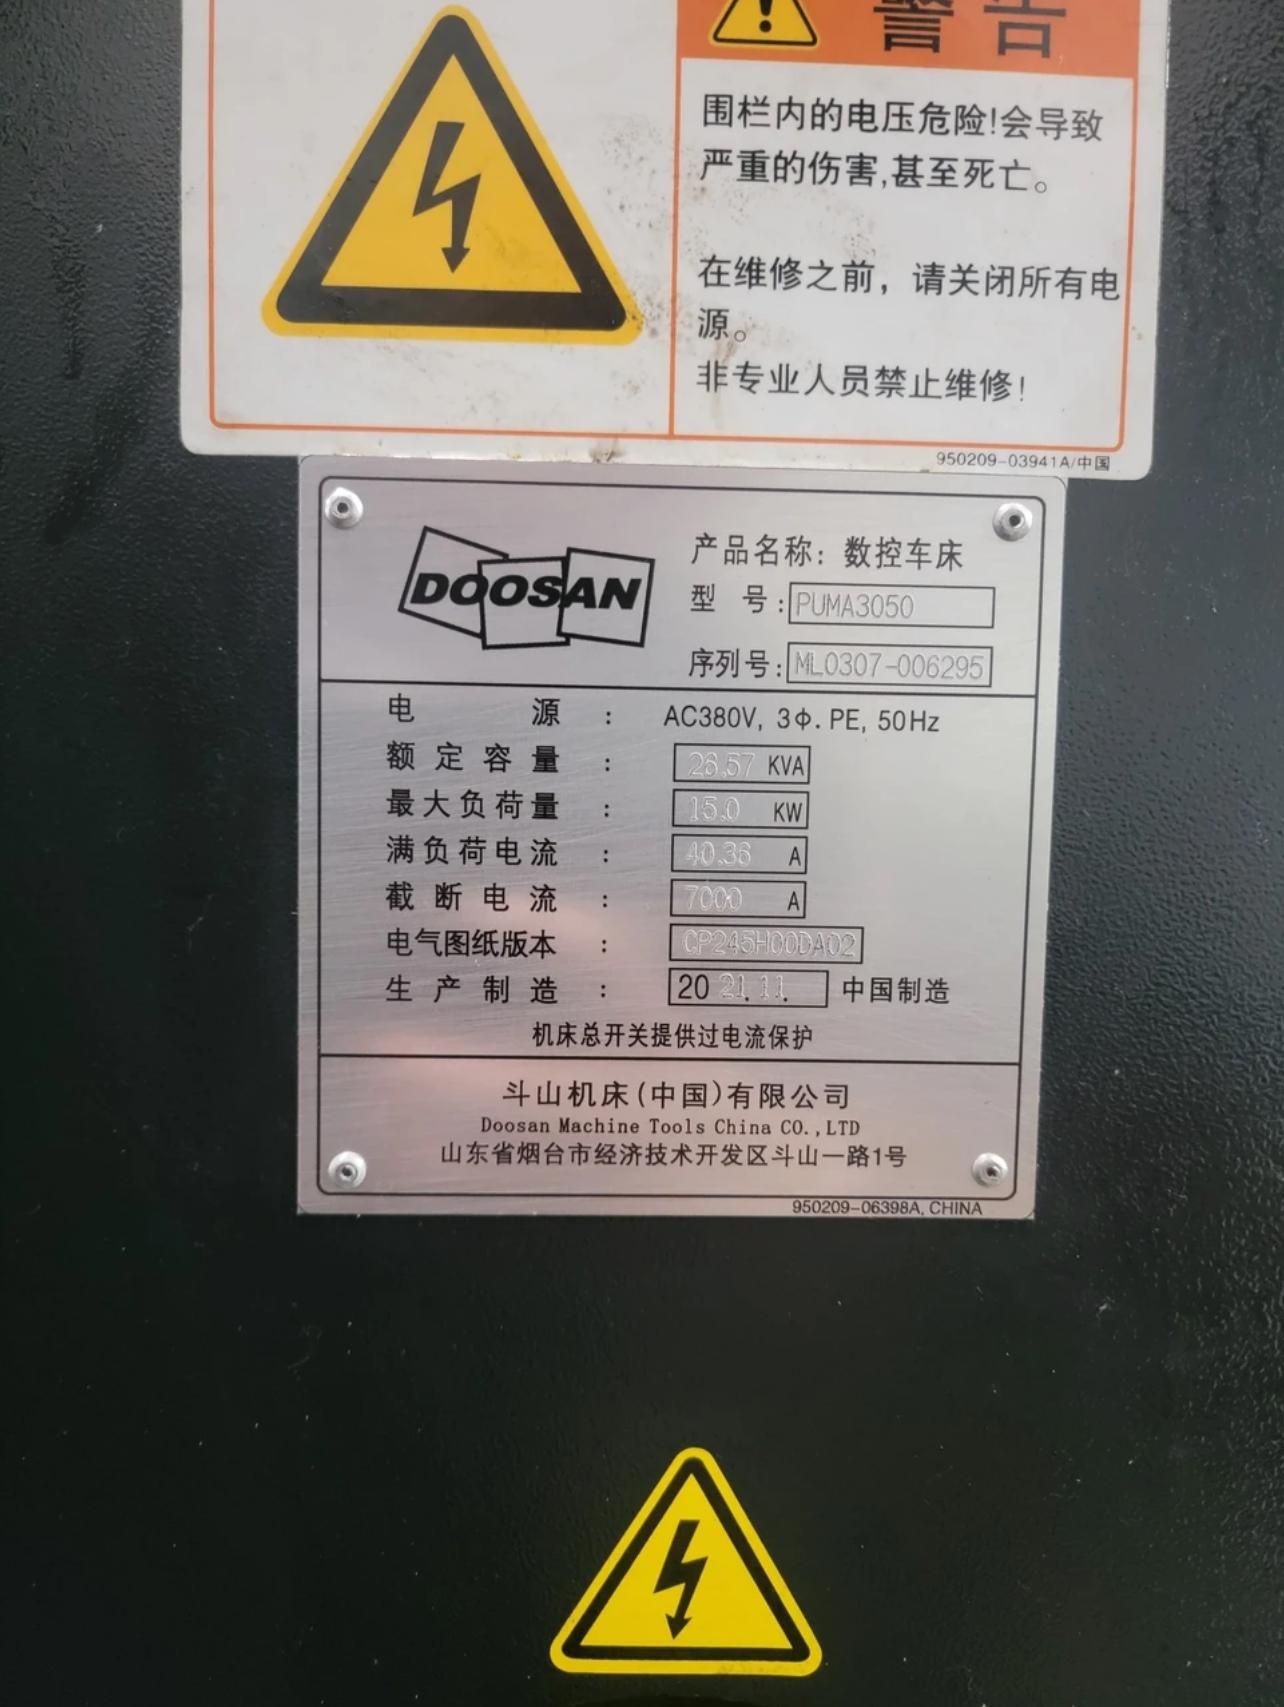 警告
围栏内的电压危险!会导致
严重的伤害,甚至死亡。
在维修之前，请关闭所有电
源。
非专业人员禁止维修!
950209-03941A/中国
DOOSAN
产品名称: 数控车床
型 号: PUMA3050
序列号: ML0307-006295
电 源 : AC380V, 3Φ. PE, 50Hz
额定容量 : 26.57 KVA
最大负荷量 : 15.0 KW
满负荷电流 : 40.36 A
截断电流 : 7000 A
电气图纸版本 : CP245H00DA02
生产制造 : 2021.11. 中国制造
机床总开关提供过电流保护
斗山机床(中国)有限公司
Doosan Machine Tools China CO.,LTD
山东省烟台市经济技术开发区斗山一路1号
950209-06398A, CHINA